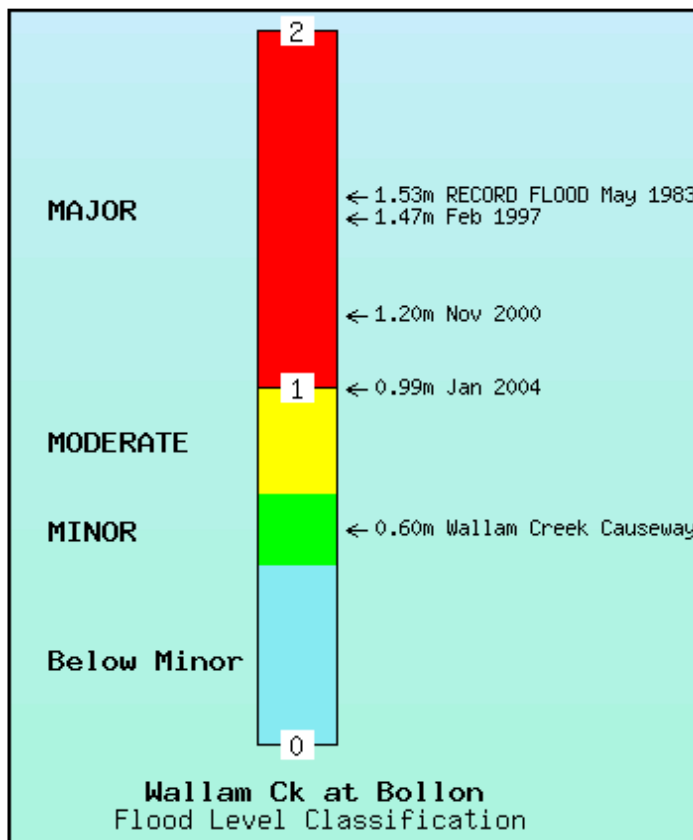 2
1.53m RECORD FLOOD May 1983
MAJOR
1.47m Feb 1997
1.20m Nov 2000
1
0.99m Jan 2004
MODERATE
MINOR
0.60m Wallam Creek Causeway
Below Minor
0
Wallam Ck at Bollon
Flood Level Classification